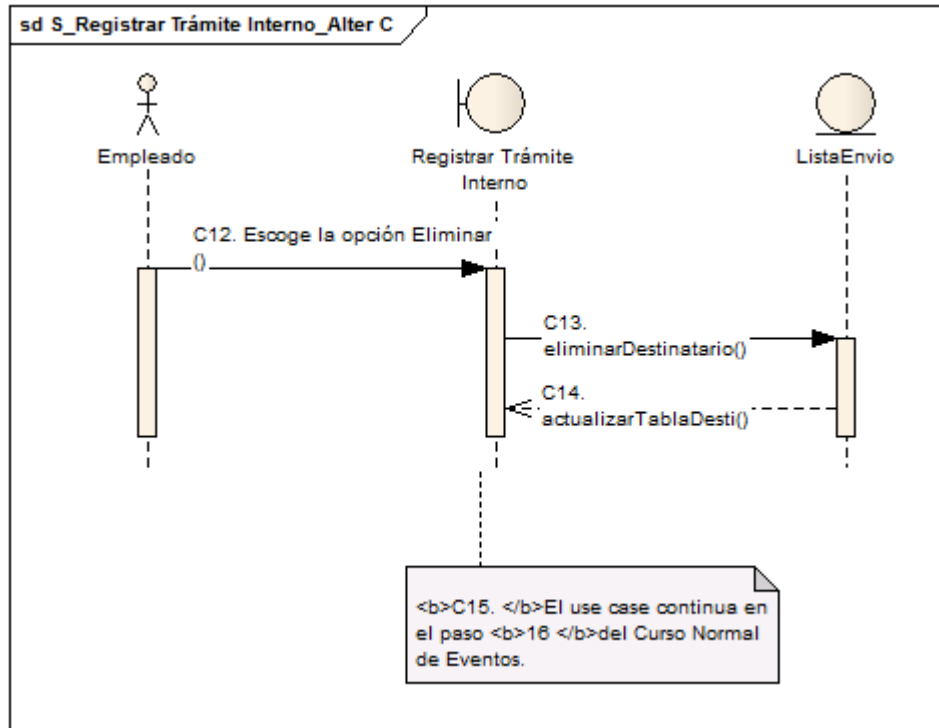 sd S_Registrar Trámite Interno_Alter C
Empleado
Registrar Trámite
Interno
ListaEnvio
C12. Escoge la opción Eliminar
()
C13.
eliminarDestinatario()
C14.
actualizarTablaDesti()
<b>C15. </b>El use case continua en
el paso <b>16 </b>del Curso Normal
de Eventos.